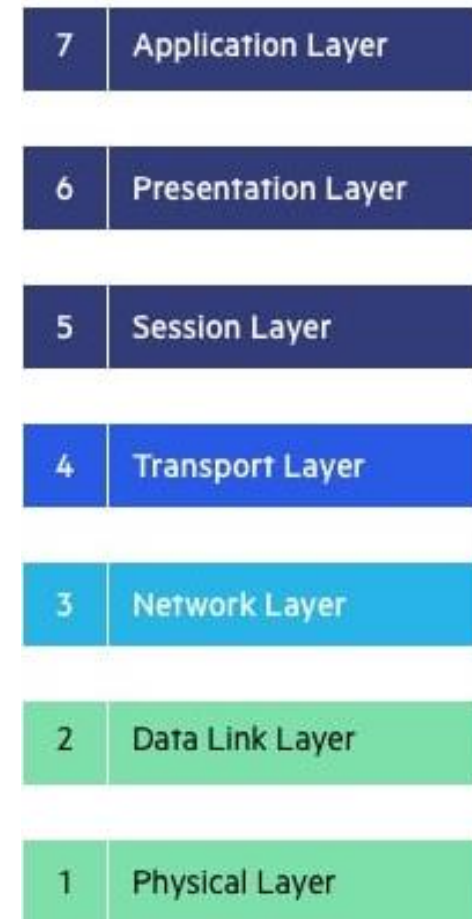 7 Application Layer
6 Presentation Layer
5 Session Layer
4 Transport Layer
3 Network Layer
2 Data Link Layer
1 Physical Layer